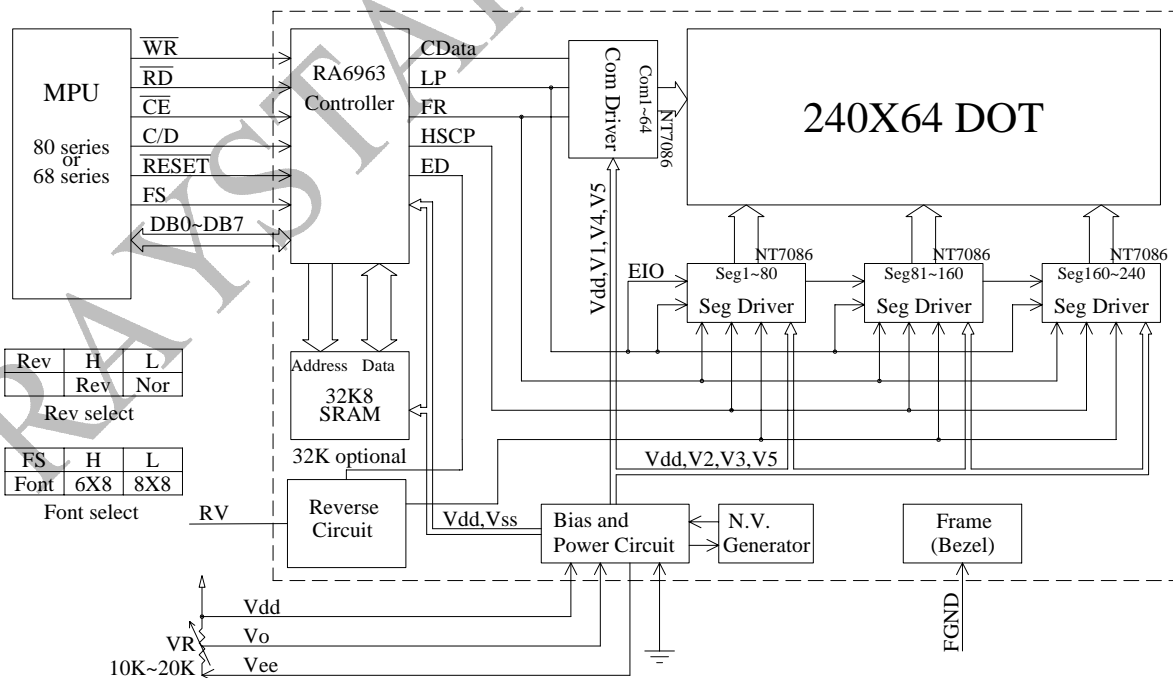 RAYSTAR
MPU
80 series
or
68 series
WR
RD
CE
C/D
RESET
FS
DB0~DB7
RA6963
Controller
CData
LP
FR
HSCP
ED
Com Driver
Com1~64
NT7086
240X64 DOT
Vdd,V1,V4,V5
EIO
Seg1~80
NT7086
Seg Driver
Seg81~160
NT7086
Seg Driver
Seg160~240
NT7086
Seg Driver
Address Data
32K8
SRAM
32K optional
Rev H L
Rev Nor
Rev select
FS H L
Font 6X8 8X8
Font select
RV
Reverse
Circuit
Vdd,Vss
Vdd,V2,V3,V5
Bias and
Power Circuit
N.V.
Generator
Frame
(Bezel)
FGND
Vdd
VR
Vo
10K~20K
Vee